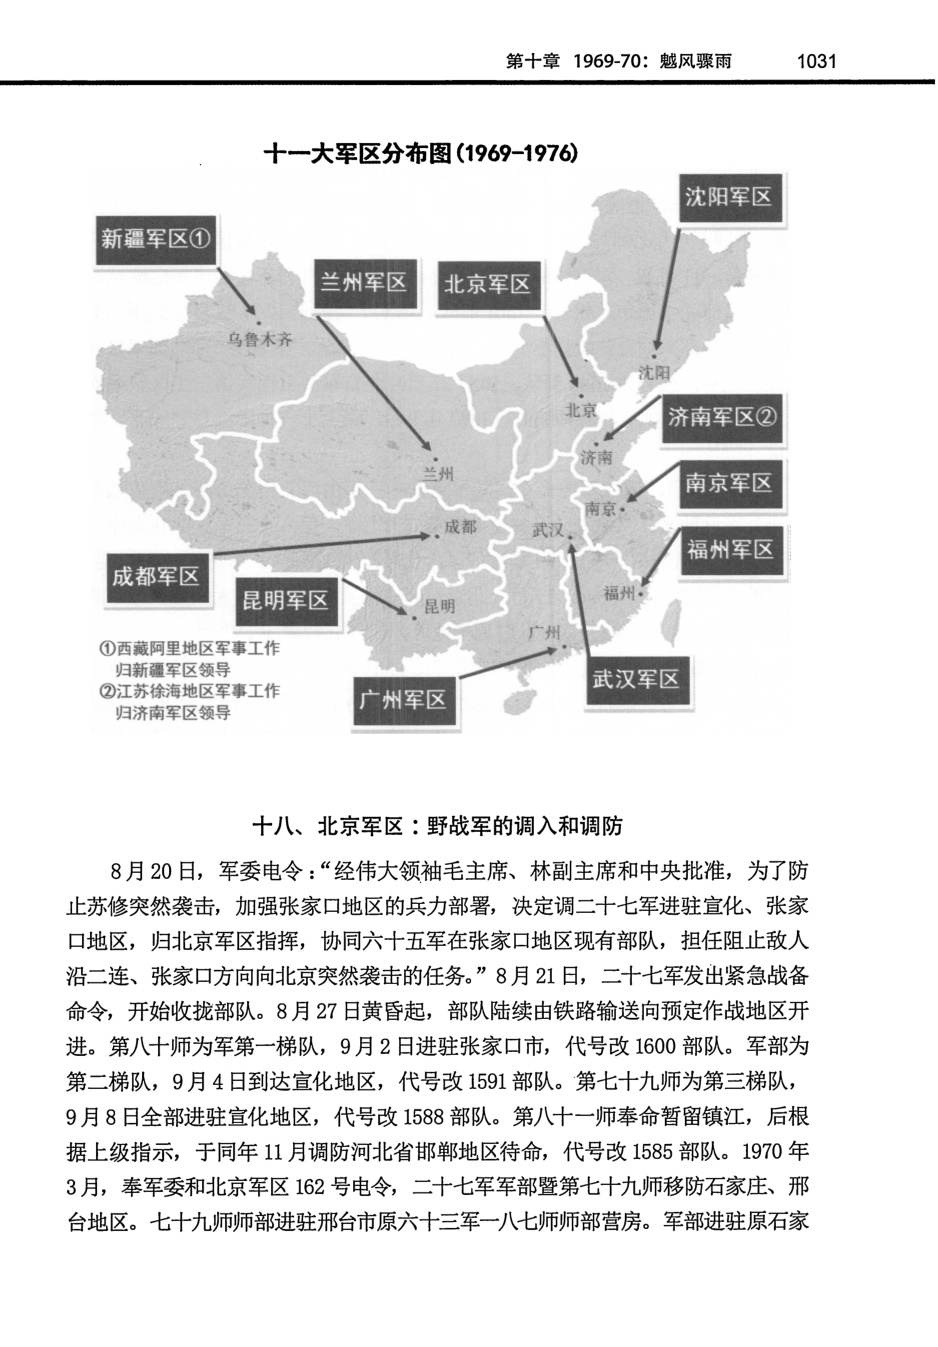 第十章 1969-70：魆风骤雨 1031
十一大军区分布图(1969-1976)
沈阳军区
新疆军区①
兰州军区
北京军区
乌鲁木齐
沈阳
北京
济南军区②
济南
兰州
南京军区
南京
成都
武汉
福州军区
成都军区
昆明军区
福州
昆明
广州
①西藏阿里地区军事工作
归新疆军区领导
②江苏徐海地区军事工作
归济南军区领导
武汉军区
广州军区
十八、北京军区：野战军的调入和调防
8月20日，军委电令：“经伟大领袖毛主席、林副主席和中央批准，为了防
止苏修突然袭击，加强张家口地区的兵力部署，决定调二十七军进驻宣化、张家
口地区，归北京军区指挥，协同六十五军在张家口地区现有部队，担任阻止敌人
沿二连、张家口方向向北京突然袭击的任务。”8月21日，二十七军发出紧急战备
命令，开始收拢部队。8月27日黄昏起，部队陆续由铁路输送向预定作战地区开
进。第八十师为军第一梯队，9月2日进驻张家口市，代号改1600部队。军部为
第二梯队，9月4日到达宣化地区，代号改1591部队。第七十九师为第三梯队，
9月8日全部进驻宣化地区，代号改1588部队。第八十一师奉命暂留镇江，后根
据上级指示，于同年11月调防河北省邯郸地区待命，代号改1585部队。1970年
3月，奉军委和北京军区162号电令，二十七军军部暨第七十九师移防石家庄、邢
台地区。七十九师师部进驻邢台市原六十三军一八七师师部营房。军部进驻原石家